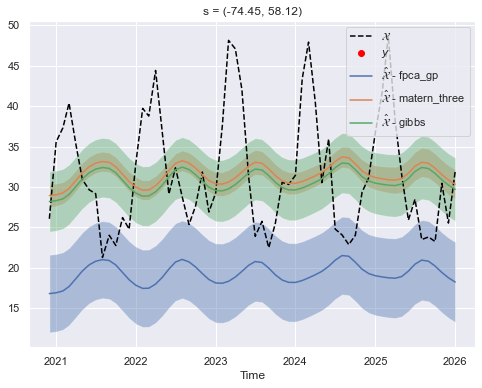 s = (-74.45, 58.12)
50
45
40
35
30
25
20
15
𝒳
y
𝒳̂ - fpca_gp
𝒳̂ - matern_three
𝒳̂ - gibbs
2021 2022 2023 2024 2025 2026
Time